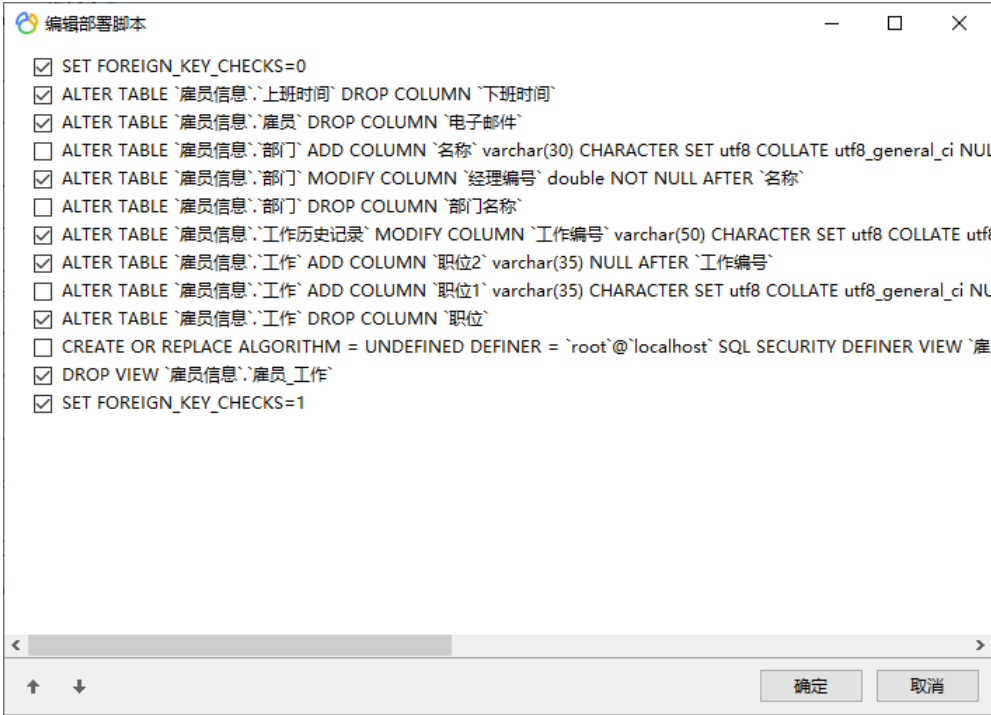 编辑部署脚本
SET FOREIGN_KEY_CHECKS=0
ALTER TABLE `雇员信息`.`上班时间` DROP COLUMN `下班时间`
ALTER TABLE `雇员信息`.`雇员` DROP COLUMN `电子邮件`
ALTER TABLE `雇员信息`.`部门` ADD COLUMN `名称` varchar(30) CHARACTER SET utf8 COLLATE utf8_general_ci NUL
ALTER TABLE `雇员信息`.`部门` MODIFY COLUMN `经理编号` double NOT NULL AFTER `名称`
ALTER TABLE `雇员信息`.`部门` DROP COLUMN `部门名称`
ALTER TABLE `雇员信息`.`工作历史记录` MODIFY COLUMN `工作编号` varchar(50) CHARACTER SET utf8 COLLATE utf8
ALTER TABLE `雇员信息`.`工作` ADD COLUMN `职位2` varchar(35) NULL AFTER `工作编号`
ALTER TABLE `雇员信息`.`工作` ADD COLUMN `职位1` varchar(35) CHARACTER SET utf8 COLLATE utf8_general_ci NU
ALTER TABLE `雇员信息`.`工作` DROP COLUMN `职位`
CREATE OR REPLACE ALGORITHM = UNDEFINED DEFINER = `root`@`localhost` SQL SECURITY DEFINER VIEW `雇
DROP VIEW `雇员信息`.`雇员_工作`
SET FOREIGN_KEY_CHECKS=1
确定 取消